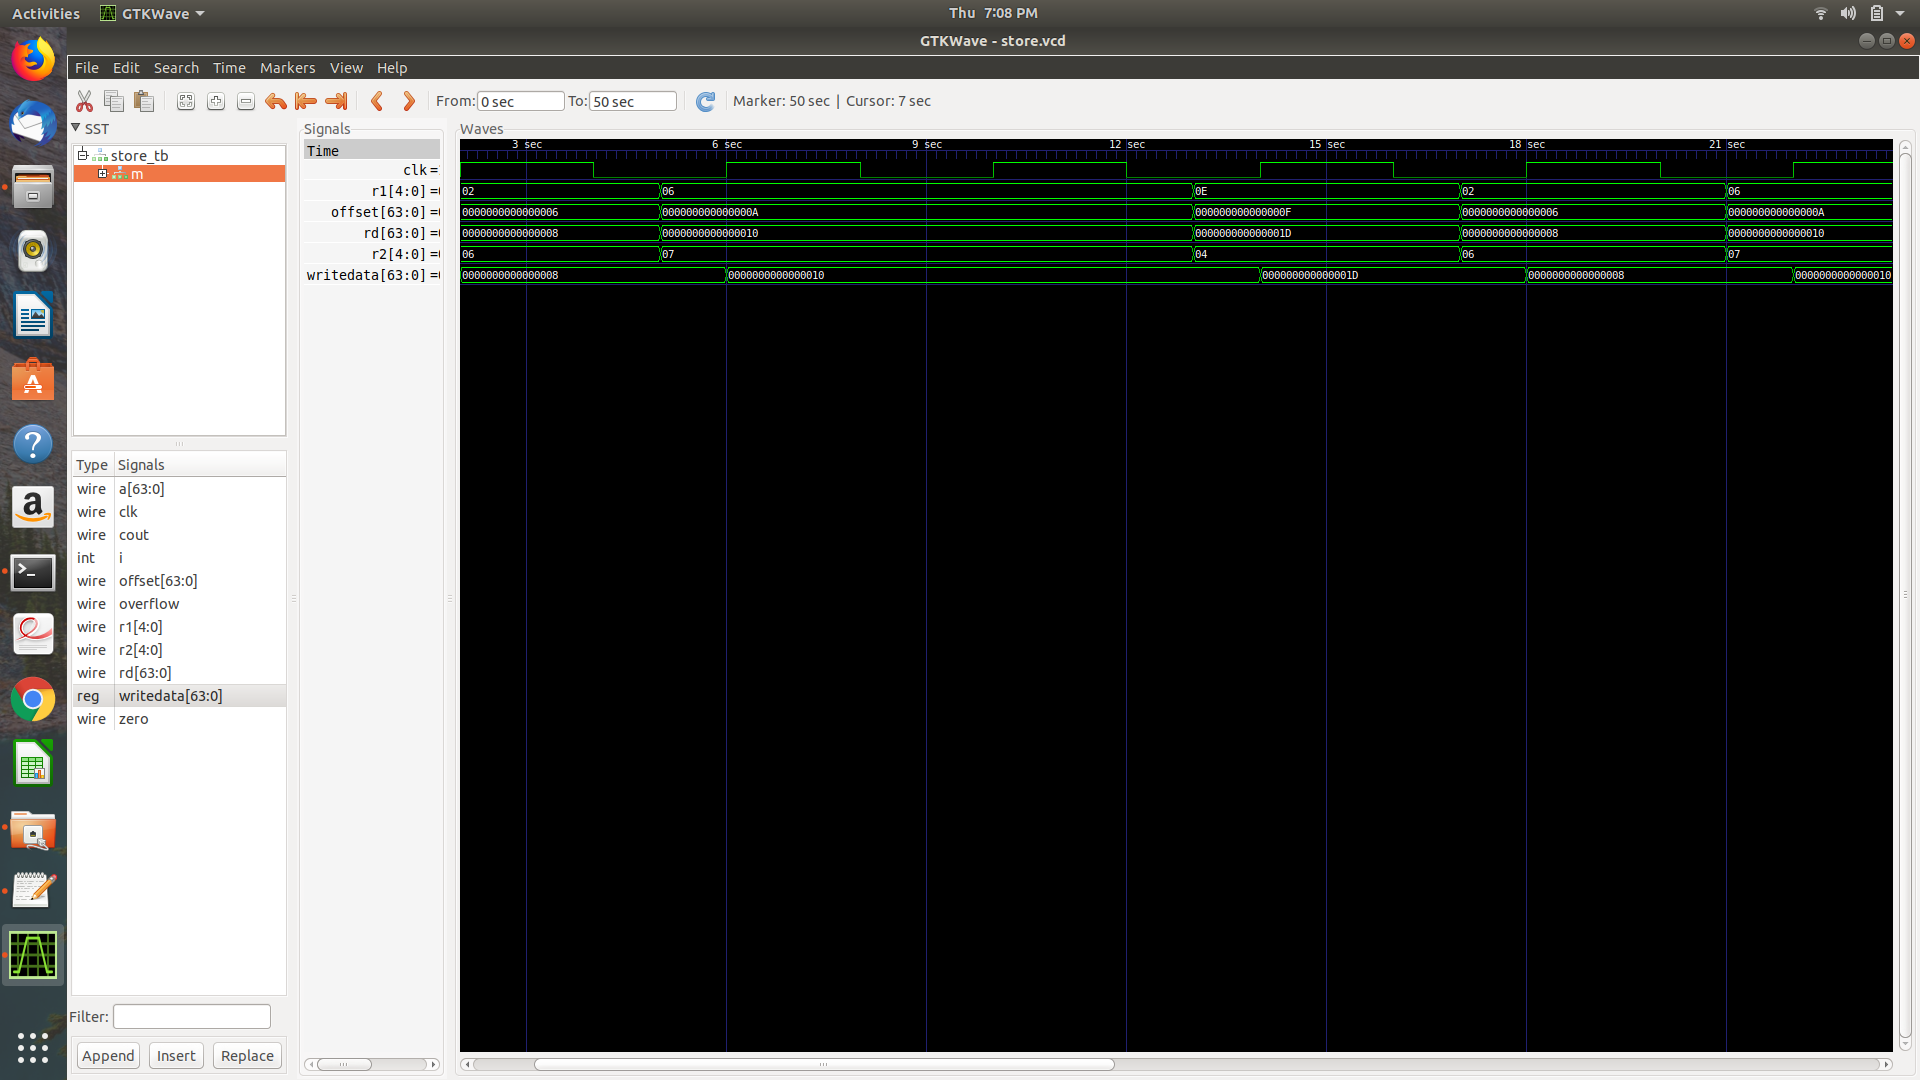 Activities GTKWave Thu 7:08 PM
GTKWave - store.vcd
File Edit Search Time Markers View Help
From: 0 sec To: 50 sec Marker: 50 sec | Cursor: 7 sec
SST
store_tb
m
Type Signals
wire a[63:0]
wire clk
wire cout
int i
wire offset[63:0]
wire overflow
wire r1[4:0]
wire r2[4:0]
wire rd[63:0]
reg writedata[63:0]
wire zero
Filter:
Append Insert Replace
Signals
Time
clk =
r1[4:0] =
offset[63:0] =
rd[63:0] =
r2[4:0] =
writedata[63:0] =
Waves
3 sec 6 sec 9 sec 12 sec 15 sec 18 sec 21 sec
02 06 0E 02 06
0000000000000006 000000000000000A 000000000000000F 0000000000000006 000000000000000A
0000000000000008 0000000000000010 000000000000001D 0000000000000008 0000000000000010
06 07 04 06 07
0000000000000008 0000000000000010 000000000000001D 0000000000000008 0000000000000010